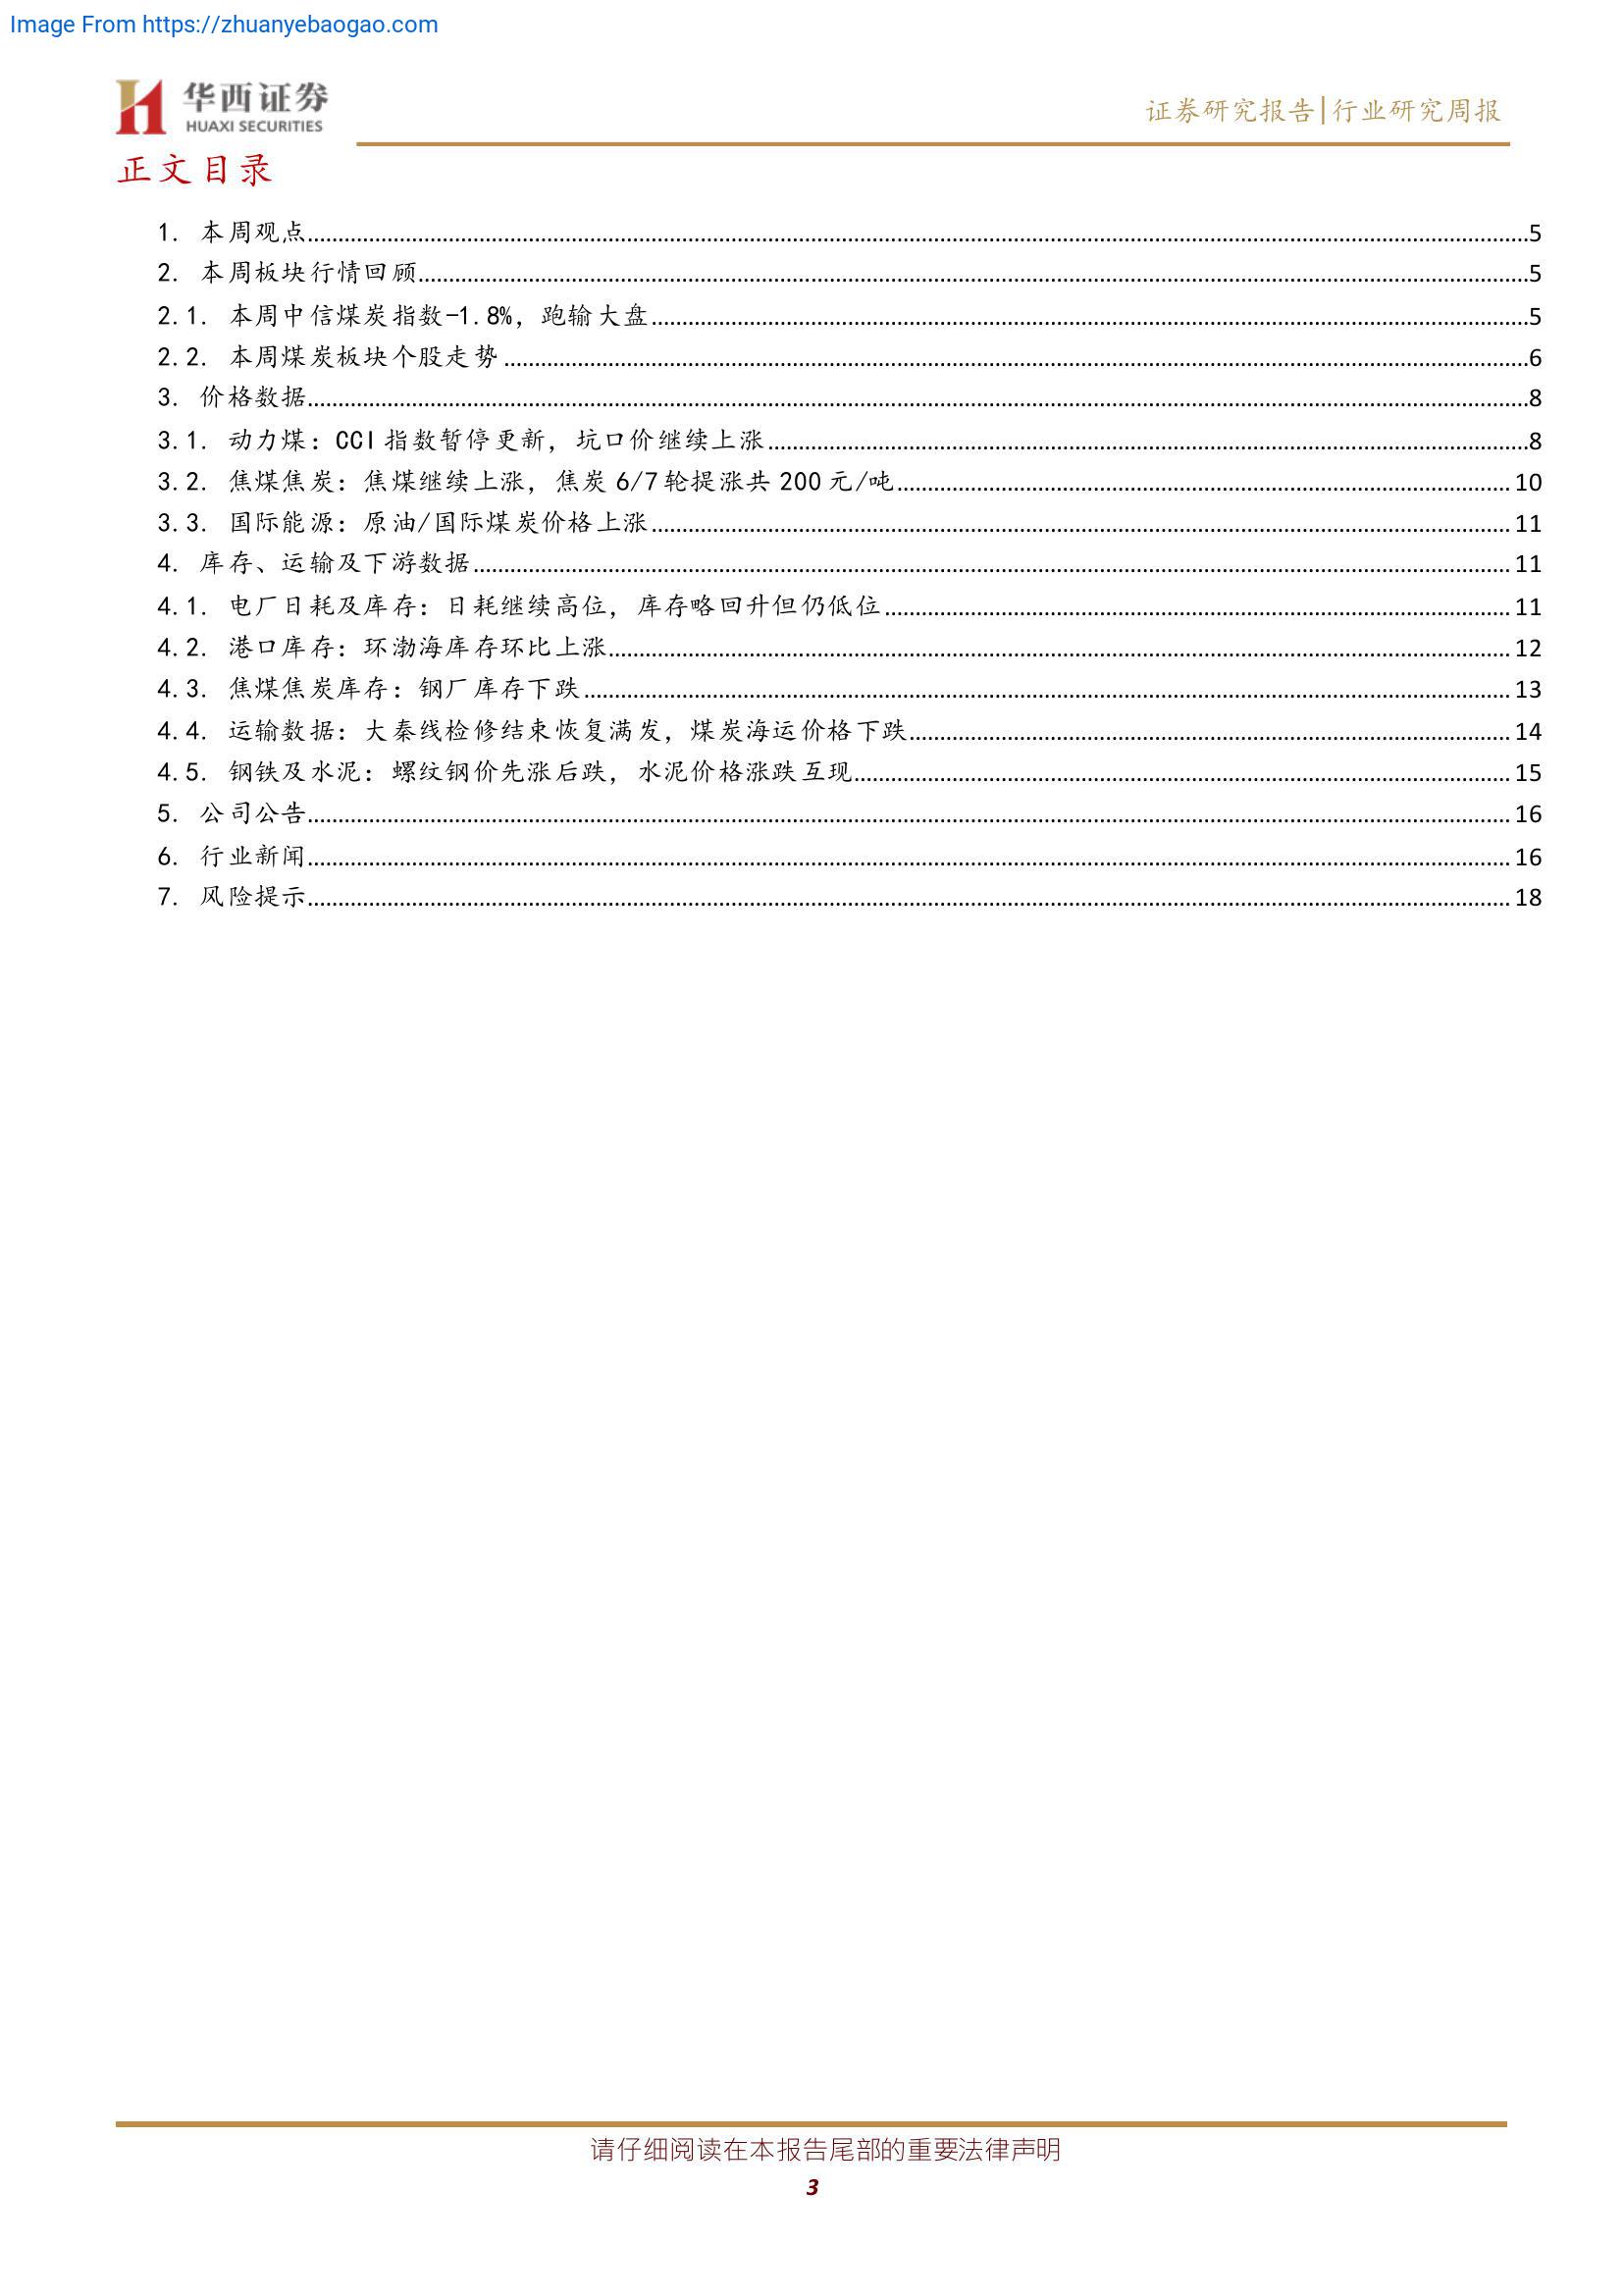 Image From https://zhuanyebaogao.com
华西证券
HUAXI SECURITIES
证券研究报告|行业研究周报
正文目录
1. 本周观点 5
2. 本周板块行情回顾 5
2.1. 本周中信煤炭指数-1.8%，跑输大盘 5
2.2. 本周煤炭板块个股走势 6
3. 价格数据 8
3.1. 动力煤：CCI 指数暂停更新，坑口价继续上涨 8
3.2. 焦煤焦炭：焦煤继续上涨，焦炭 6/7 轮提涨共 200 元/吨 10
3.3. 国际能源：原油/国际煤炭价格上涨 11
4. 库存、运输及下游数据 11
4.1. 电厂日耗及库存：日耗继续高位，库存略回升但仍低位 11
4.2. 港口库存：环渤海库存环比上涨 12
4.3. 焦煤焦炭库存：钢厂库存下跌 13
4.4. 运输数据：大秦线检修结束恢复满发，煤炭海运价格下跌 14
4.5. 钢铁及水泥：螺纹钢价先涨后跌，水泥价格涨跌互现 15
5. 公司公告 16
6. 行业新闻 16
7. 风险提示 18
请仔细阅读在本报告尾部的重要法律声明
3